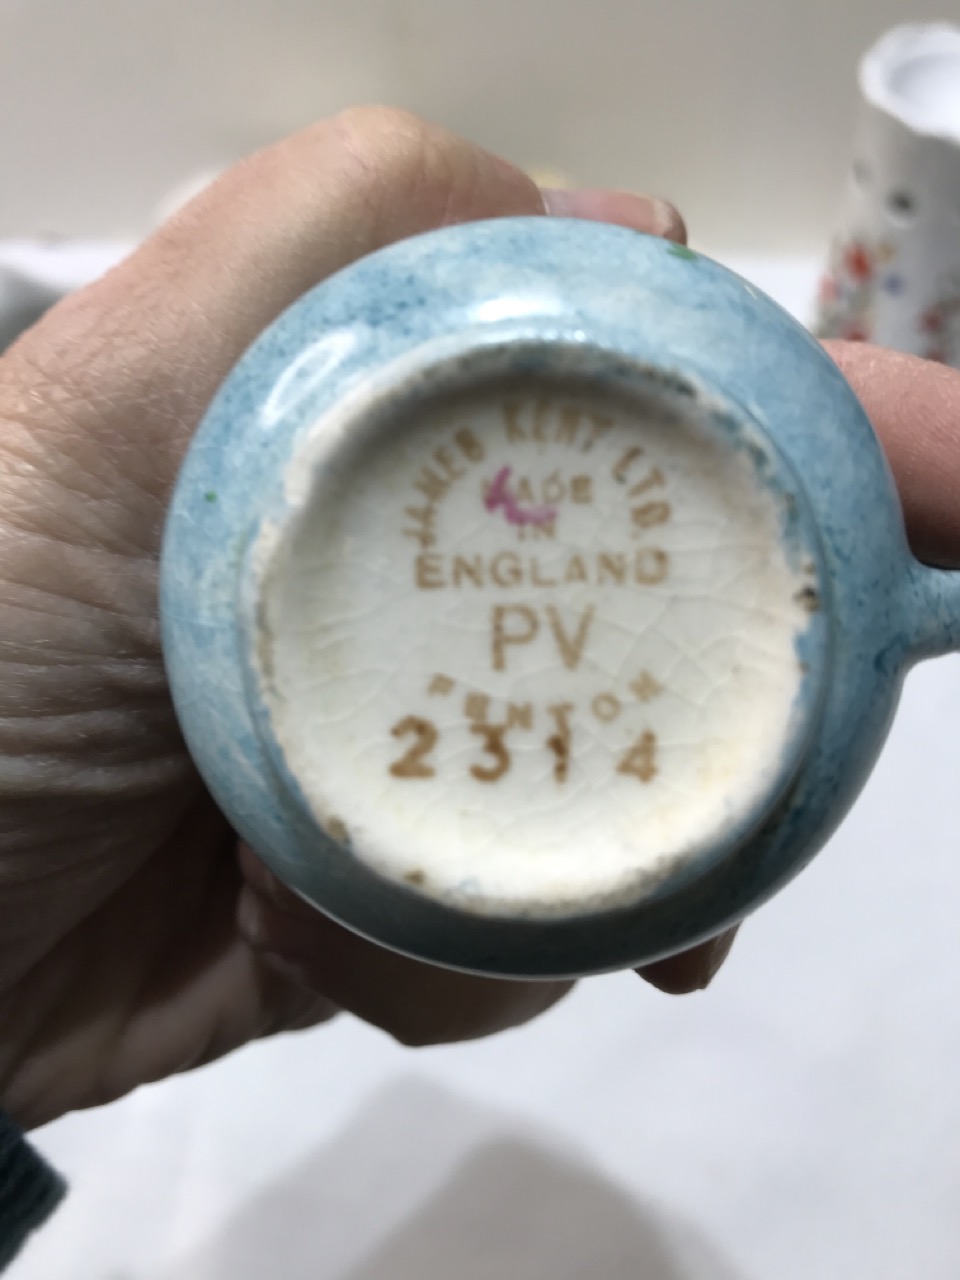 JAMES KENT LTD.
MADE
IN
ENGLAND
PV
FENTON
2314